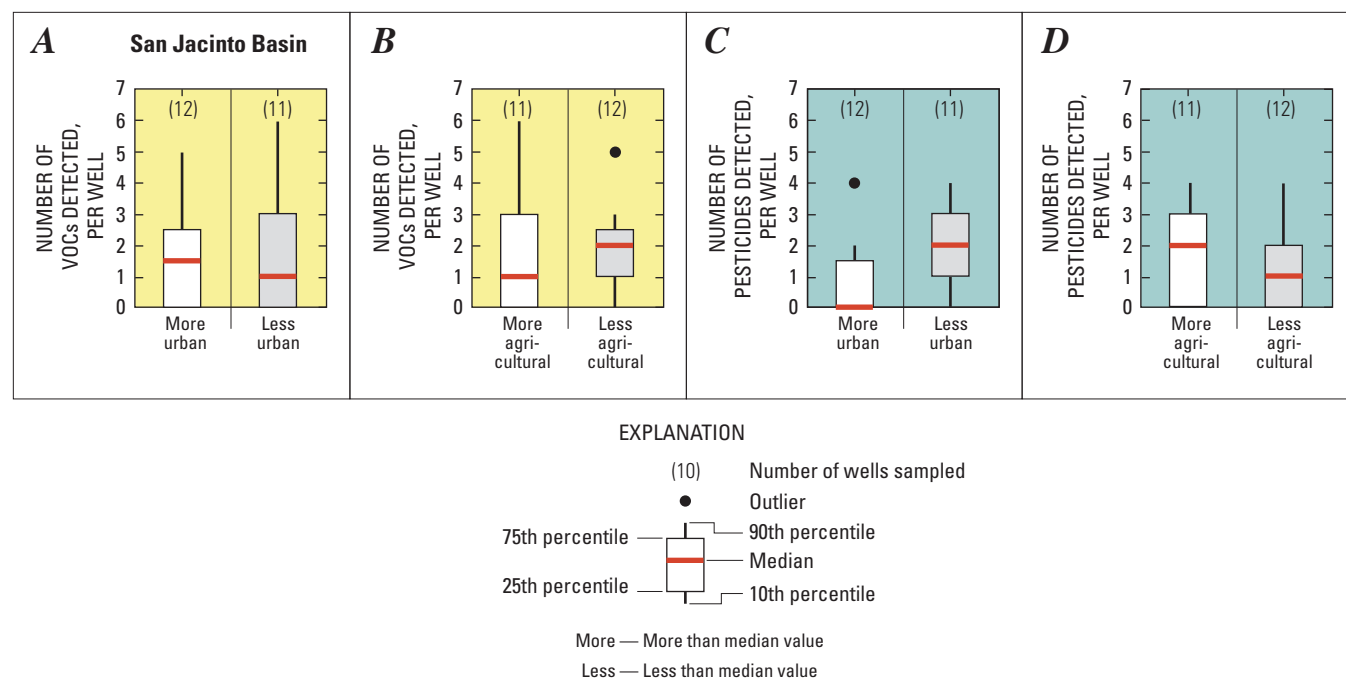 A San Jacinto Basin
NUMBER OF
VOCs DETECTED,
PER WELL
7
6
5
4
3
2
1
0
(12) (11)
More
urban
Less
urban
B
NUMBER OF
VOCs DETECTED,
PER WELL
7
6
5
4
3
2
1
0
(11) (12)
More
agri-
cultural
Less
agri-
cultural
C
NUMBER OF
PESTICIDES DETECTED,
PER WELL
7
6
5
4
3
2
1
0
(12) (11)
More
urban
Less
urban
D
NUMBER OF
PESTICIDES DETECTED,
PER WELL
7
6
5
4
3
2
1
0
(11) (12)
More
agri-
cultural
Less
agri-
cultural
EXPLANATION
(10) Number of wells sampled
Outlier
75th percentile 90th percentile
Median
25th percentile 10th percentile
More — More than median value
Less — Less than median value